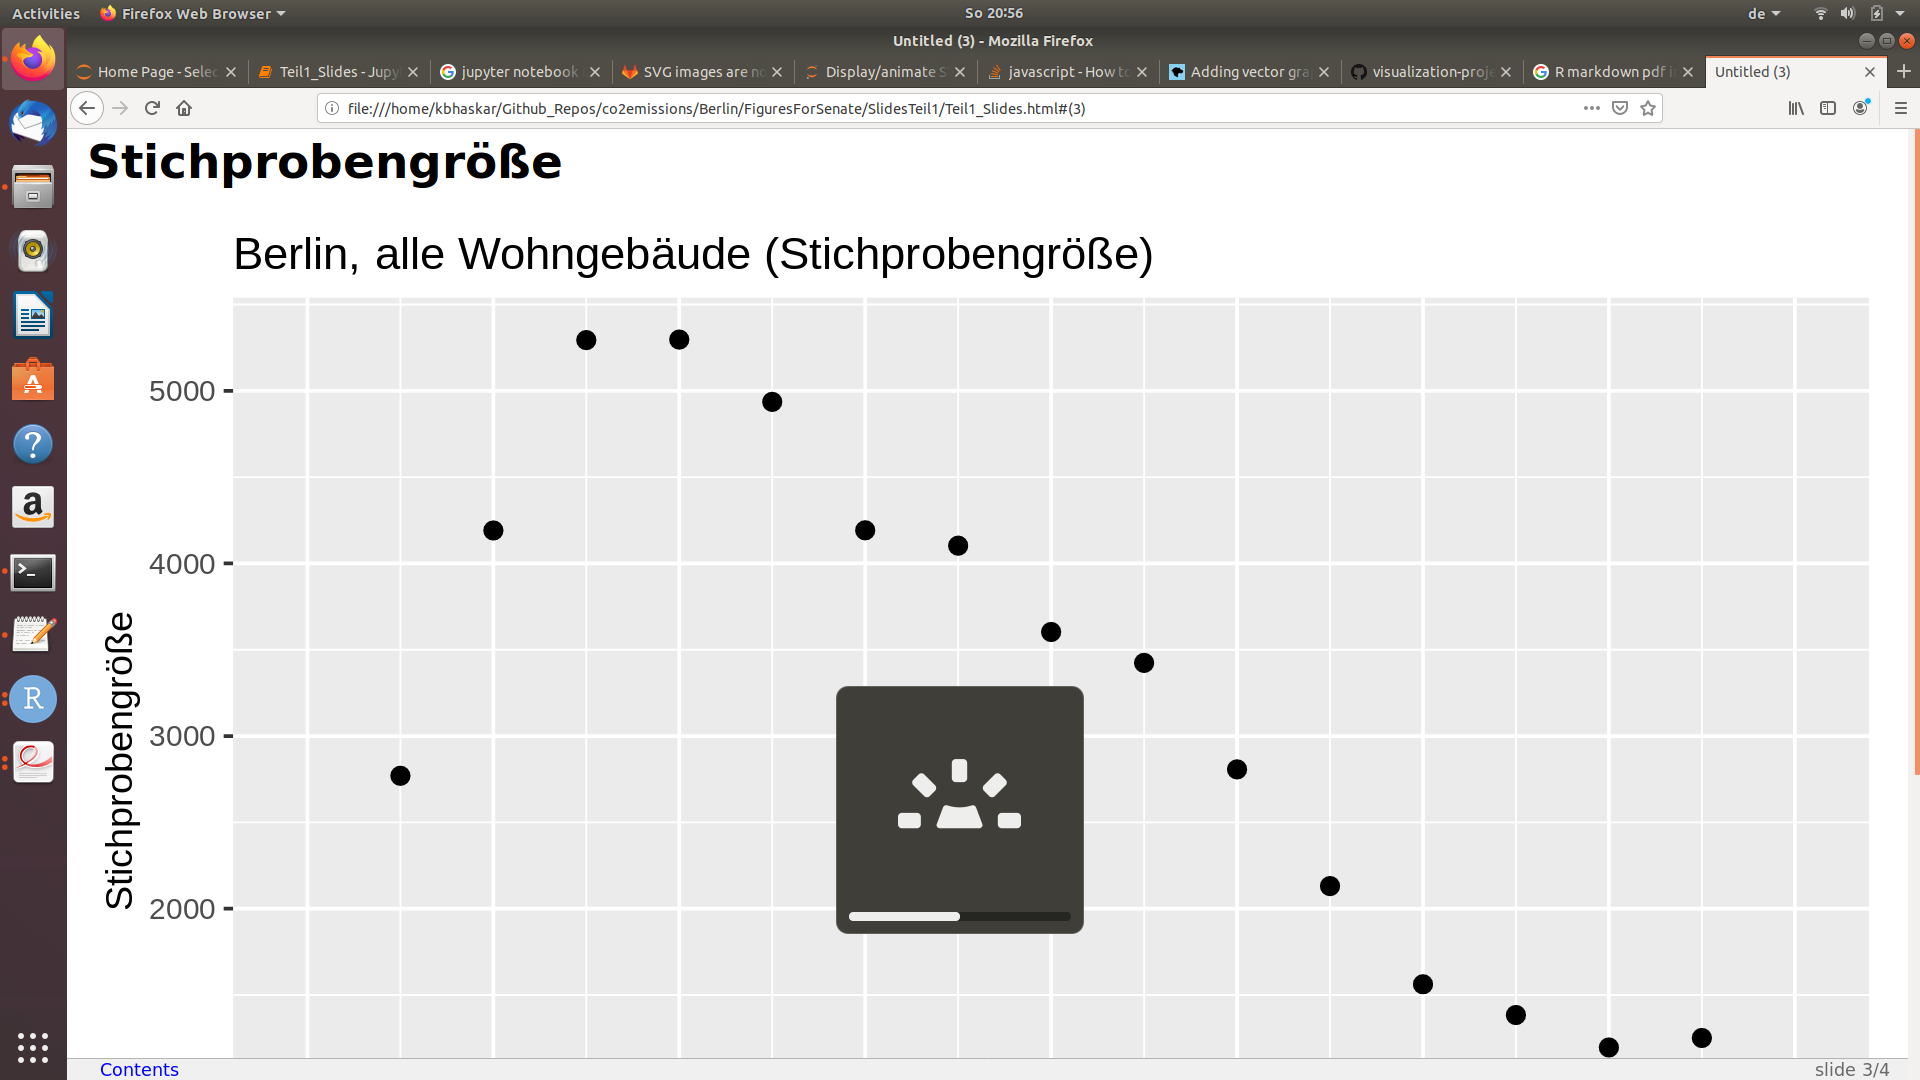 Activities
Firefox Web Browser
So 20:56
de
Untitled (3) - Mozilla Firefox
Home Page - Selec
Teil1_Slides - Jupy
jupyter notebook
SVG images are no
Display/animate S
javascript - How to
Adding vector gra
visualization-proje
R markdown pdf i
Untitled (3)
file:///home/kbhaskar/Github_Repos/co2emissions/Berlin/FiguresForSenate/SlidesTeil1/Teil1_Slides.html#(3)
Stichprobengröße
Berlin, alle Wohngebäude (Stichprobengröße)
5000
4000
3000
2000
Stichprobengröße
Contents
slide 3/4